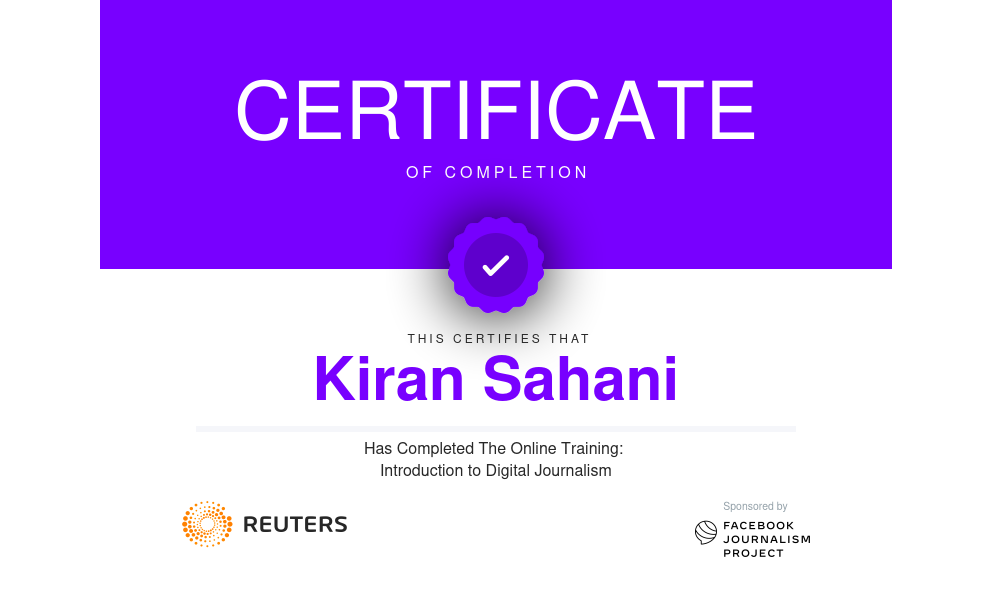 CERTIFICATE
OF COMPLETION
THIS CERTIFIES THAT
Kiran Sahani
Has Completed The Online Training:
Introduction to Digital Journalism
REUTERS
Sponsored by
FACEBOOK
JOURNALISM
PROJECT